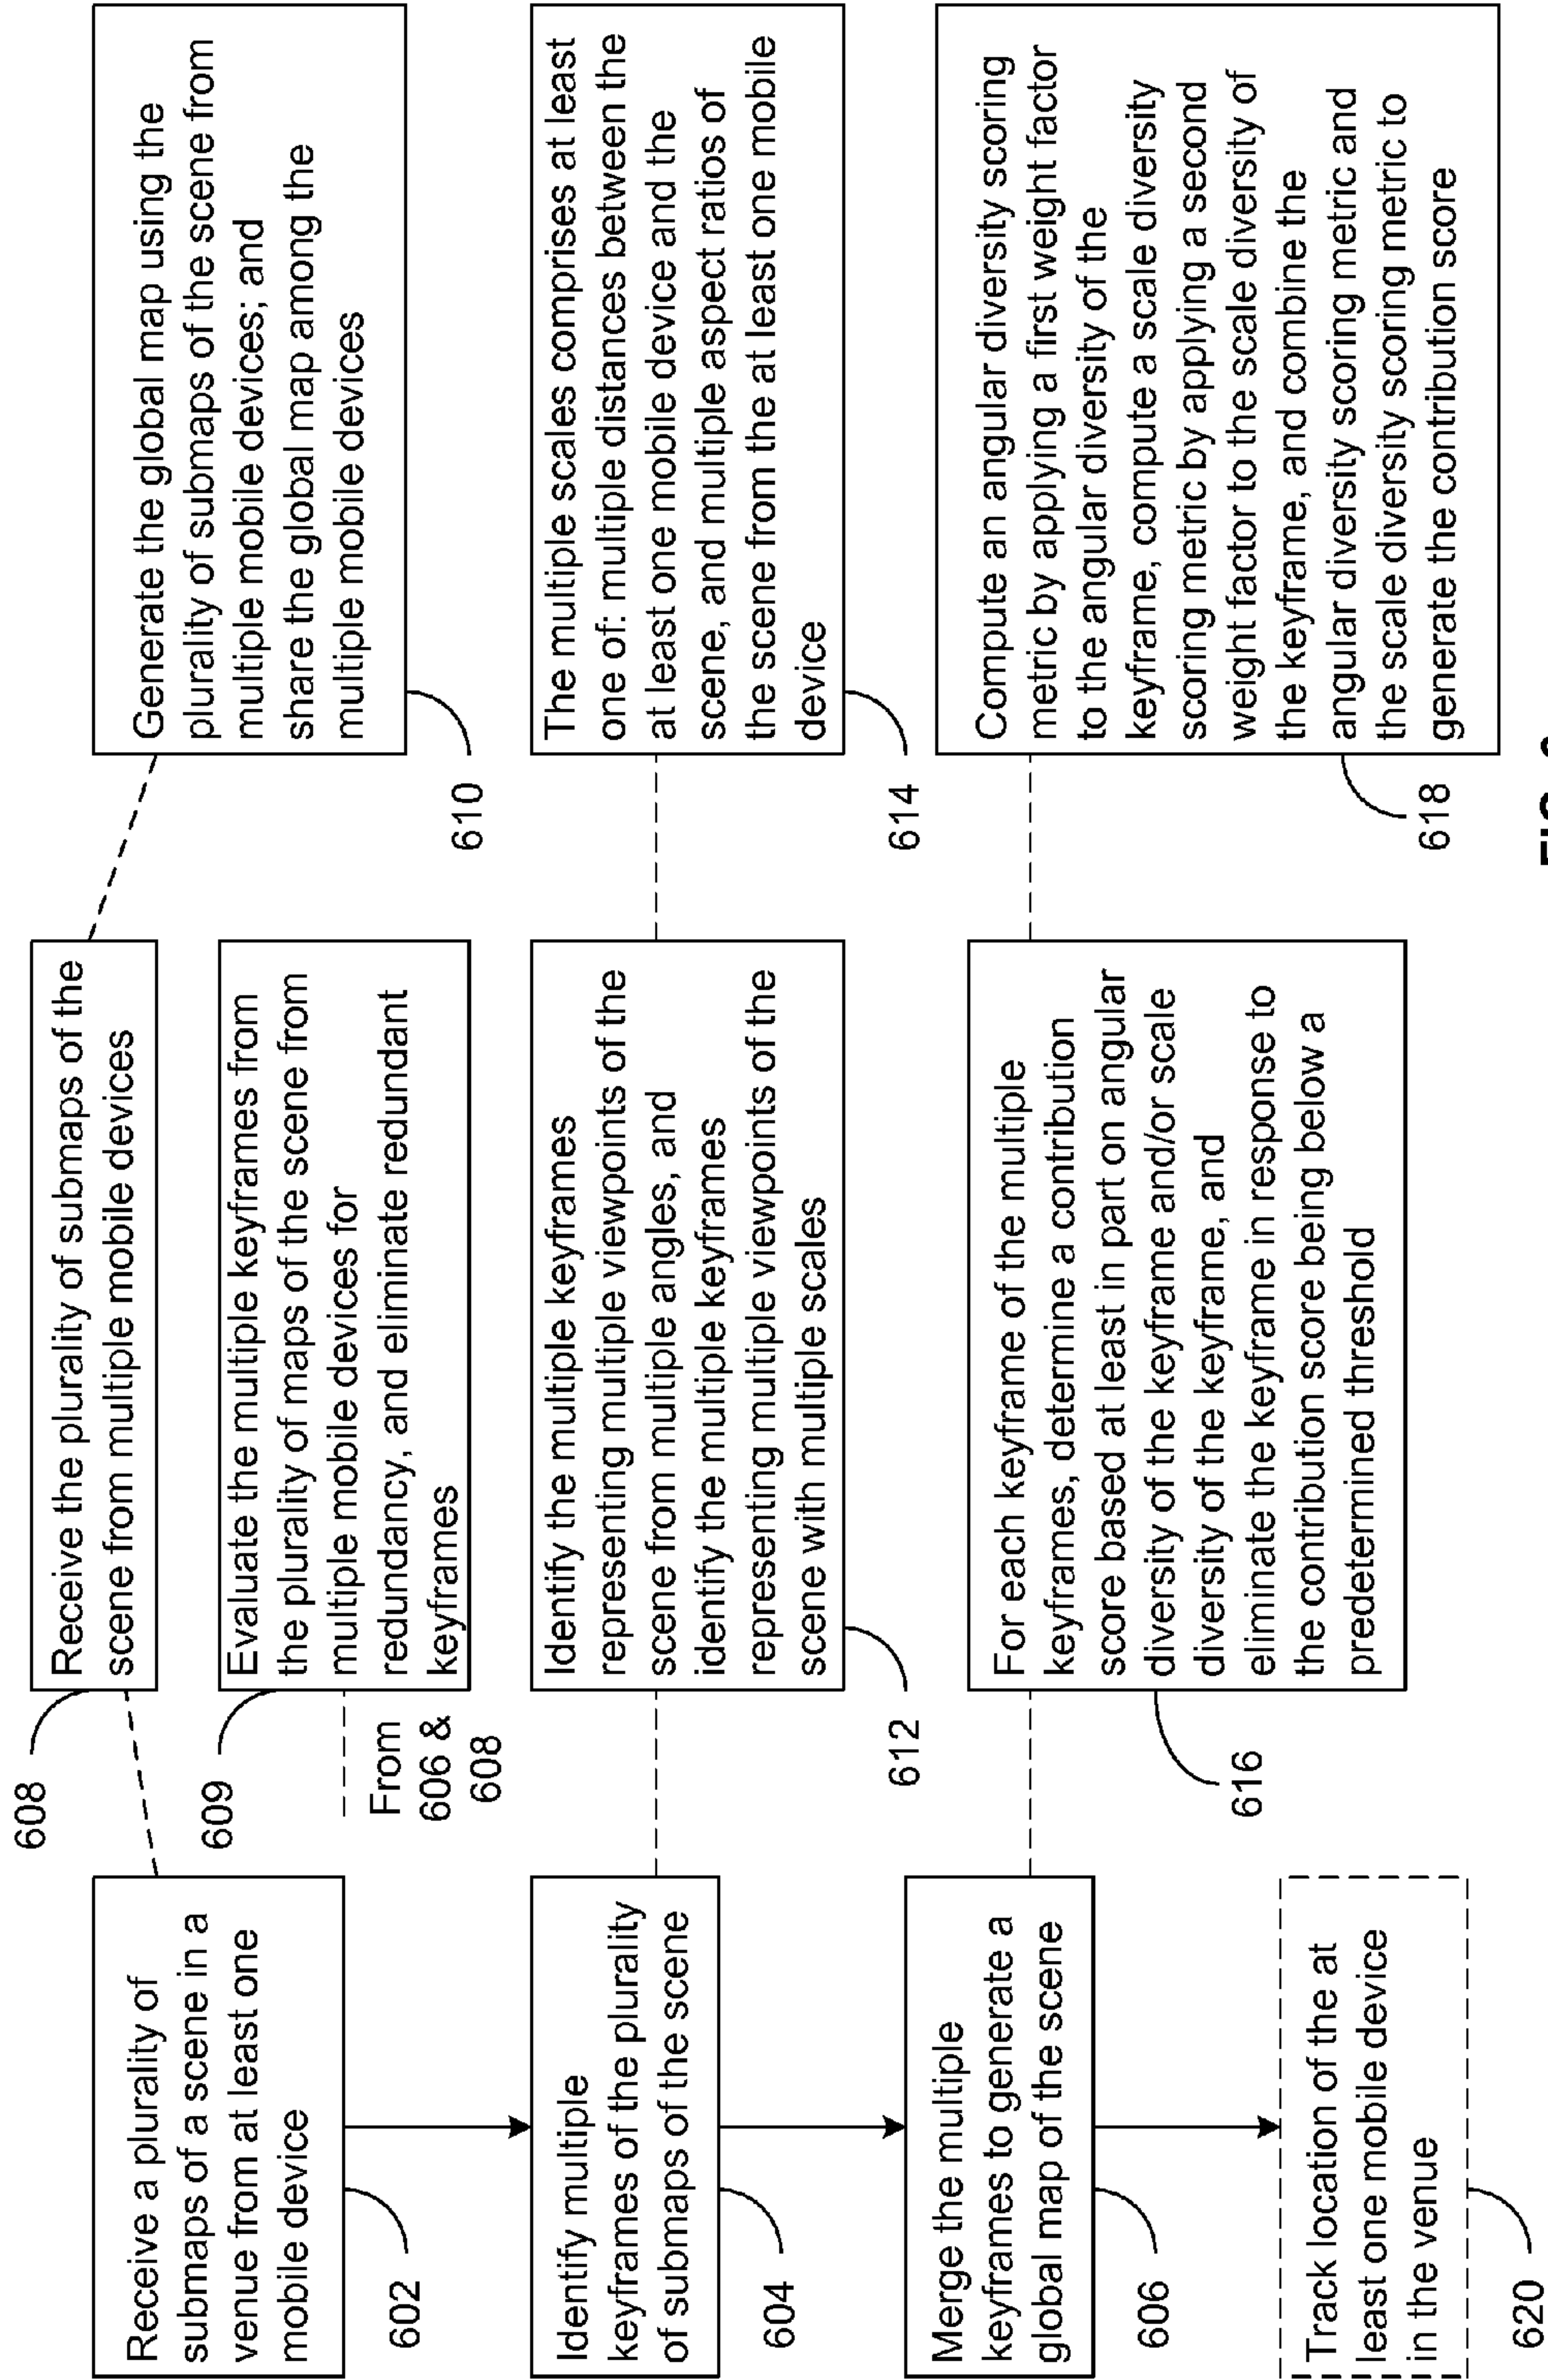 Receive a plurality of
submaps of a scene in a
venue from at least one
mobile device
602
Identify multiple
keyframes of the plurality
of submaps of the scene
604
Merge the multiple
keyframes to generate a
global map of the scene
606
Track location of the at
least one mobile device
in the venue
620
608
Receive the plurality of submaps of the
scene from multiple mobile devices
609
Evaluate the multiple keyframes from
the plurality of maps of the scene from
multiple mobile devices for
redundancy, and eliminate redundant
keyframes
From
606 &
608
Identify the multiple keyframes
representing multiple viewpoints of the
scene from multiple angles, and
identify the multiple keyframes
representing multiple viewpoints of the
scene with multiple scales
612
For each keyframe of the multiple
keyframes, determine a contribution
score based at least in part on angular
diversity of the keyframe and/or scale
diversity of the keyframe, and
eliminate the keyframe in response to
the contribution score being below a
predetermined threshold
616
Generate the global map using the
plurality of submaps of the scene from
multiple mobile devices; and
share the global map among the
multiple mobile devices
610
The multiple scales comprises at least
one of: multiple distances between the
at least one mobile device and the
scene, and multiple aspect ratios of
the scene from the at least one mobile
device
614
Compute an angular diversity scoring
metric by applying a first weight factor
to the angular diversity of the
keyframe, compute a scale diversity
scoring metric by applying a second
weight factor to the scale diversity of
the keyframe, and combine the
angular diversity scoring metric and
the scale diversity scoring metric to
generate the contribution score
618